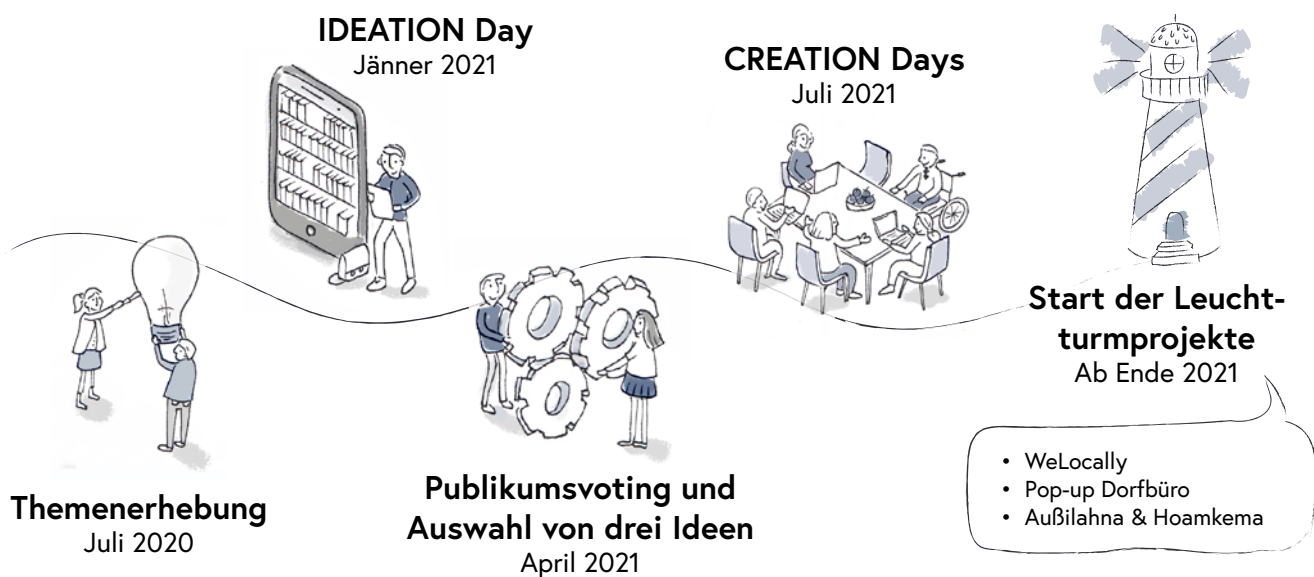 IDEATION Day
Jänner 2021
CREATION Days
Juli 2021
Start der Leucht-
turmprojekte
Ab Ende 2021
Themenerhebung
Juli 2020
Publikumsvoting und
Auswahl von drei Ideen
April 2021
• WeLocally
• Pop-up Dorfbüro
• Außilahna & Hoamkema